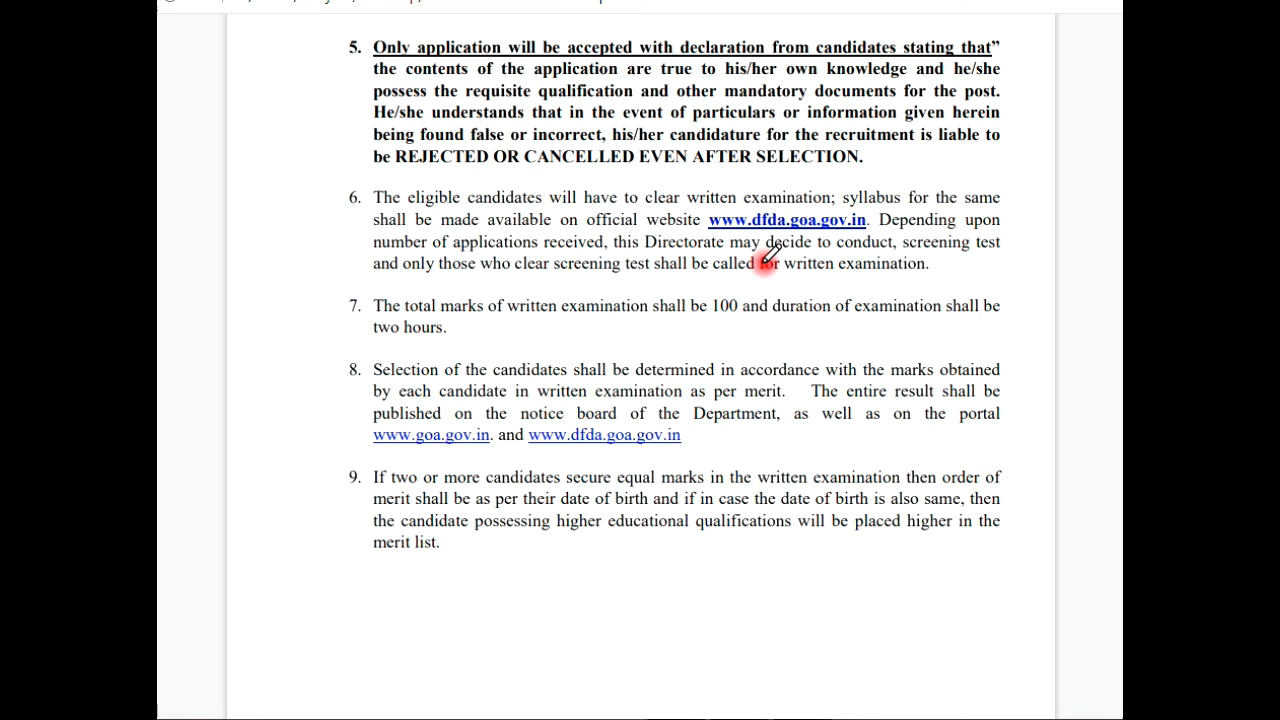 5. Only application will be accepted with declaration from candidates stating that”
the contents of the application are true to his/her own knowledge and he/she
possess the requisite qualification and other mandatory documents for the post.
He/she understands that in the event of particulars or information given herein
being found false or incorrect, his/her candidature for the recruitment is liable to
be REJECTED OR CANCELLED EVEN AFTER SELECTION.
6. The eligible candidates will have to clear written examination; syllabus for the same
shall be made available on official website www.dfda.goa.gov.in. Depending upon
number of applications received, this Directorate may decide to conduct, screening test
and only those who clear screening test shall be called for written examination.
7. The total marks of written examination shall be 100 and duration of examination shall be
two hours.
8. Selection of the candidates shall be determined in accordance with the marks obtained
by each candidate in written examination as per merit. The entire result shall be
published on the notice board of the Department, as well as on the portal
www.goa.gov.in. and www.dfda.goa.gov.in
9. If two or more candidates secure equal marks in the written examination then order of
merit shall be as per their date of birth and if in case the date of birth is also same, then
the candidate possessing higher educational qualifications will be placed higher in the
merit list.